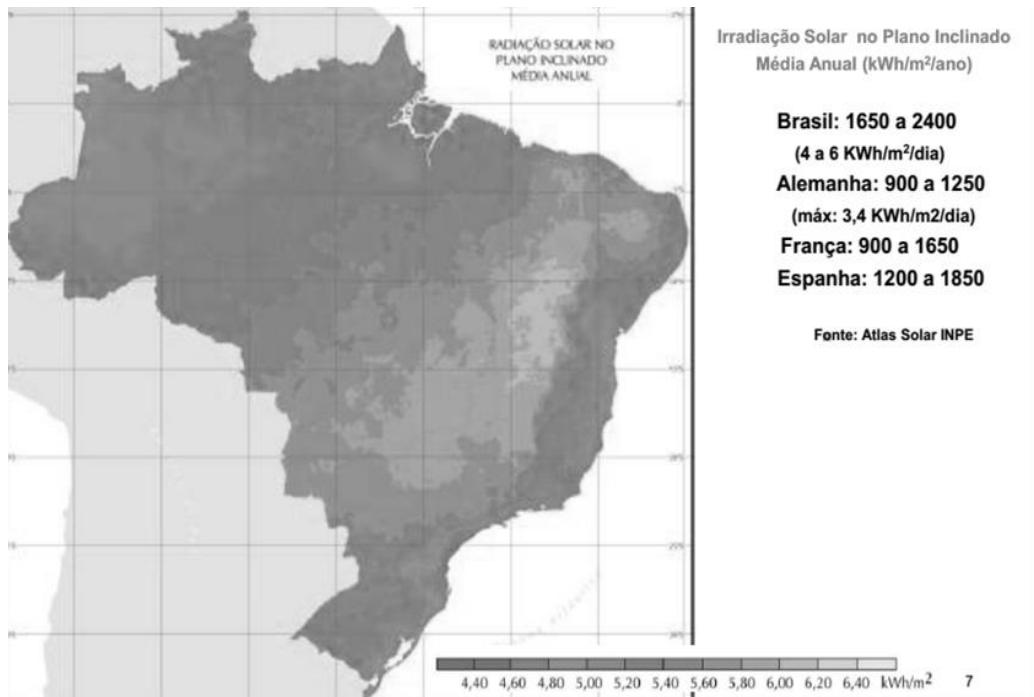 RADIAÇÃO SOLAR NO
PLANO INCLINADO
MÉDIA ANUAL
Irradiação Solar no Plano Inclinado
Média Anual (kWh/m²/ano)
Brasil: 1650 a 2400
(4 a 6 KWh/m²/dia)
Alemanha: 900 a 1250
(máx: 3,4 KWh/m2/dia)
França: 900 a 1650
Espanha: 1200 a 1850
Fonte: Atlas Solar INPE
4,40 4,60 4,80 5,00 5,20 5,40 5,60 5,80 6,00 6,20 6,40 kWh/m²
7